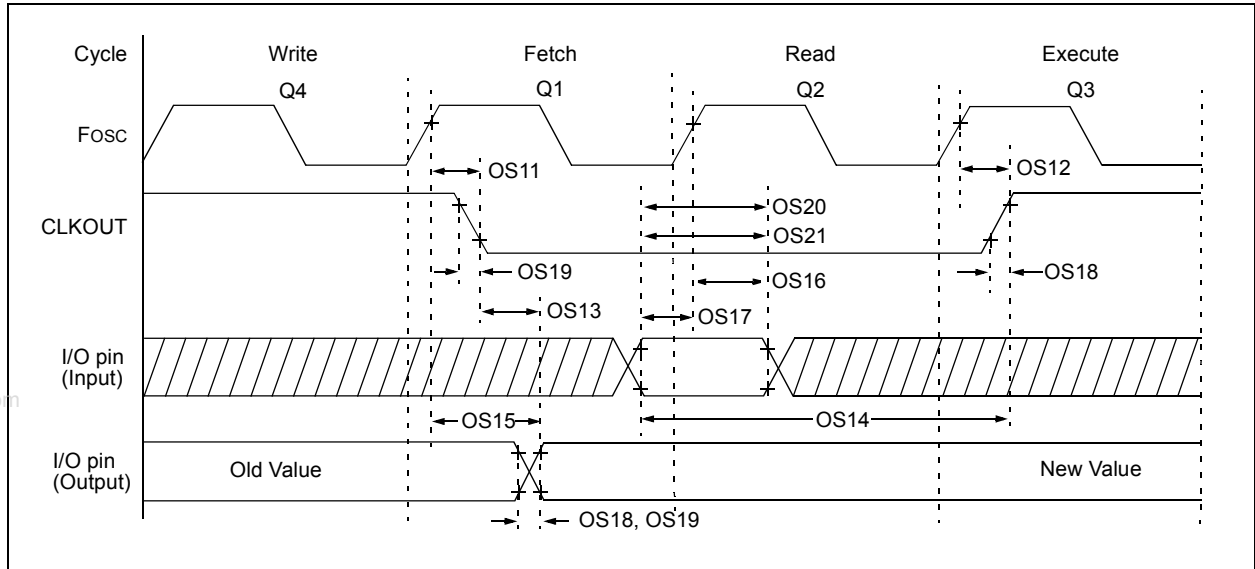 Cycle Write Fetch Read Execute
Q4 Q1 Q2 Q3
FOSC
OS11 OS12
OS20
CLKOUT
OS21
OS19 OS16 OS18
OS13 OS17
I/O pin
(Input)
om
OS15 OS14
I/O pin
(Output)
Old Value New Value
OS18, OS19